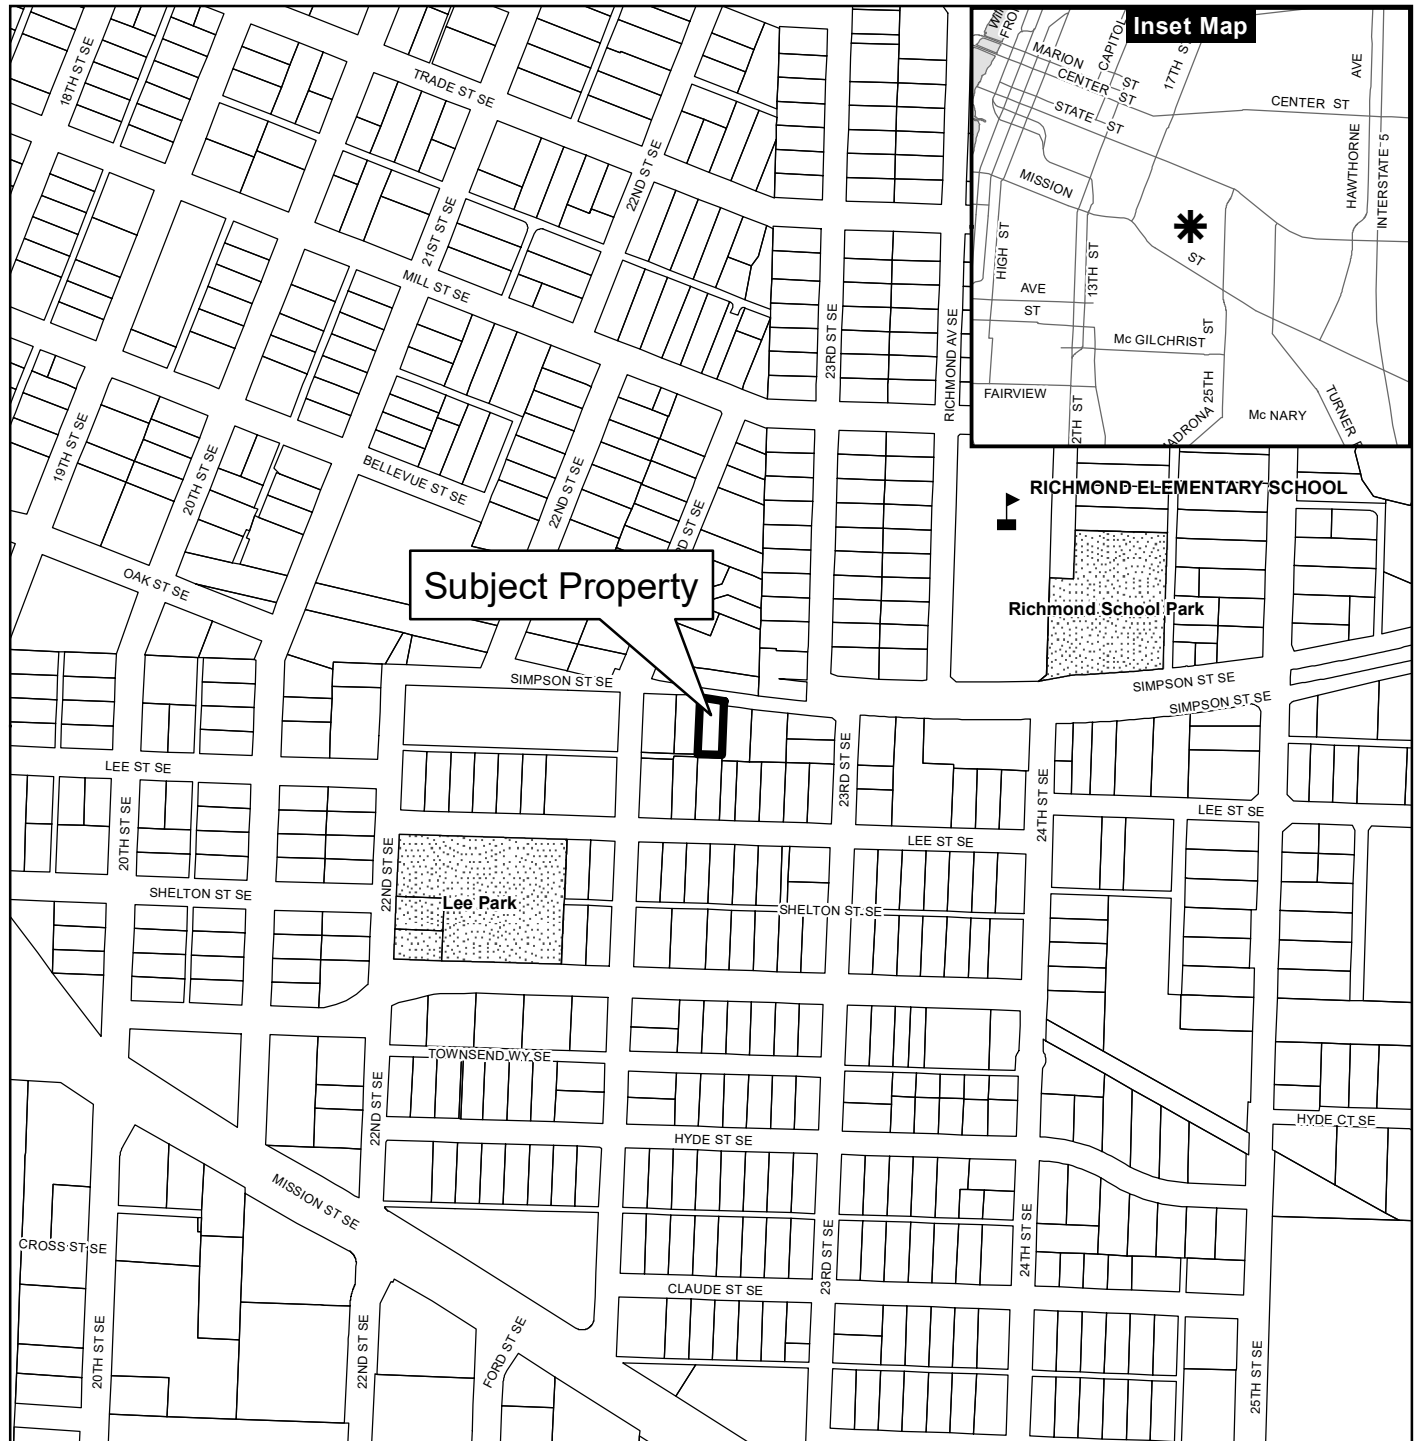 Inset Map
MARION ST
CENTER ST
STATE ST
CAPITOL
17TH ST
CENTER ST
HAWTHORNE AVE
INTERSTATE 5
MISSION ST
HIGH ST
13TH ST
AVE
ST
Mc GILCHRIST ST
FAIRVIEW
25TH
Mc NARY
18TH ST SE
TRADE ST SE
22ND ST SE
21ST ST SE
MILL ST SE
23RD ST SE
RICHMOND AV SE
19TH ST SE
20TH ST SE
BELLEVUE ST SE
22ND ST SE
RICHMOND ELEMENTARY SCHOOL
OAK ST SE
Subject Property
Richmond School Park
SIMPSON ST SE
SIMPSON ST SE
SIMPSON ST SE
LEE ST SE
23RD ST SE
24TH ST SE
LEE ST SE
20TH ST SE
LEE ST SE
22ND ST SE
SHELTON ST SE
Lee Park
SHELTON ST SE
TOWNSEND WY SE
22ND ST SE
HYDE ST SE
HYDE CT SE
MISSION ST SE
CROSS ST SE
23RD ST SE
24TH ST SE
CLAUDE ST SE
20TH ST SE
22ND ST SE
FORD ST SE
25TH ST SE